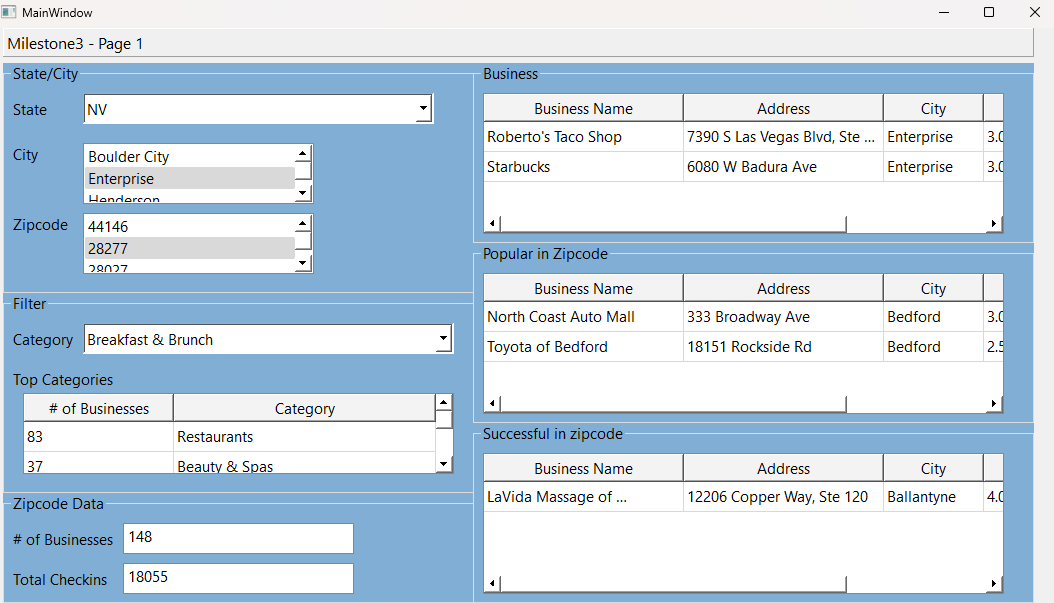 MainWindow
Milestone3 - Page 1
State/City
State
NV
City
Boulder City
Enterprise
Henderson
Zipcode
44146
28277
28027
Filter
Category
Breakfast & Brunch
Top Categories
# of Businesses Category
83 Restaurants
37 Beauty & Spas
Zipcode Data
# of Businesses 148
Total Checkins 18055
Business
Business Name Address City
Roberto's Taco Shop 7390 S Las Vegas Blvd, Ste ... Enterprise 3.0
Starbucks 6080 W Badura Ave Enterprise 3.0
Popular in Zipcode
Business Name Address City
North Coast Auto Mall 333 Broadway Ave Bedford 3.0
Toyota of Bedford 18151 Rockside Rd Bedford 2.5
Successful in zipcode
Business Name Address City
LaVida Massage of ... 12206 Copper Way, Ste 120 Ballantyne 4.0